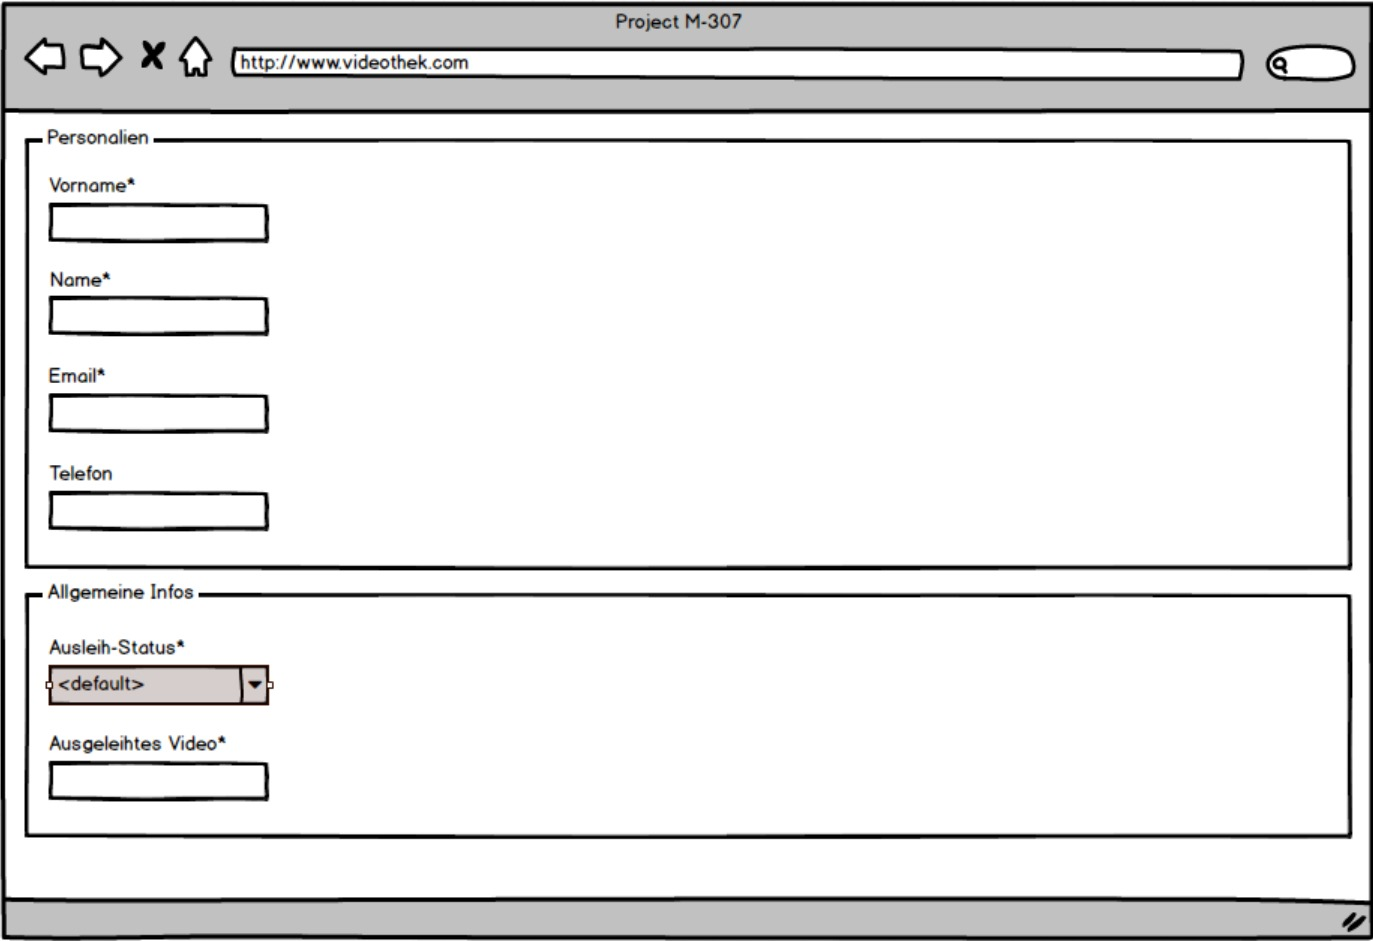 Project M-307
http://www.videothek.com
Personalien
Vorname*
Name*
Email*
Telefon
Allgemeine Infos
Ausleih-Status*
<default>
Ausgeleihtes Video*